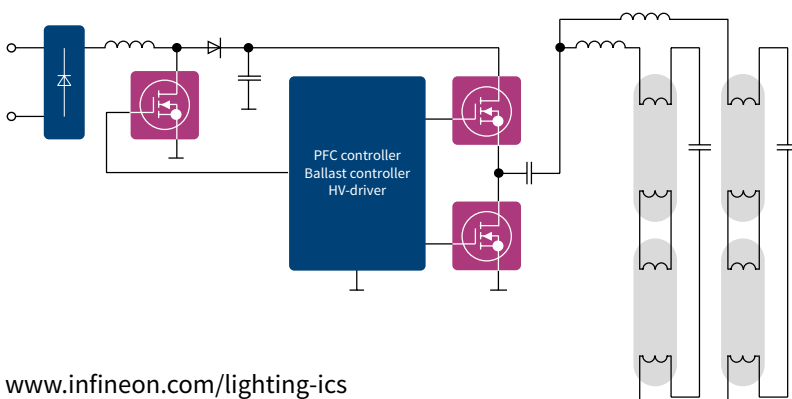 PFC controller
Ballast controller
HV-driver
www.infineon.com/lighting-ics